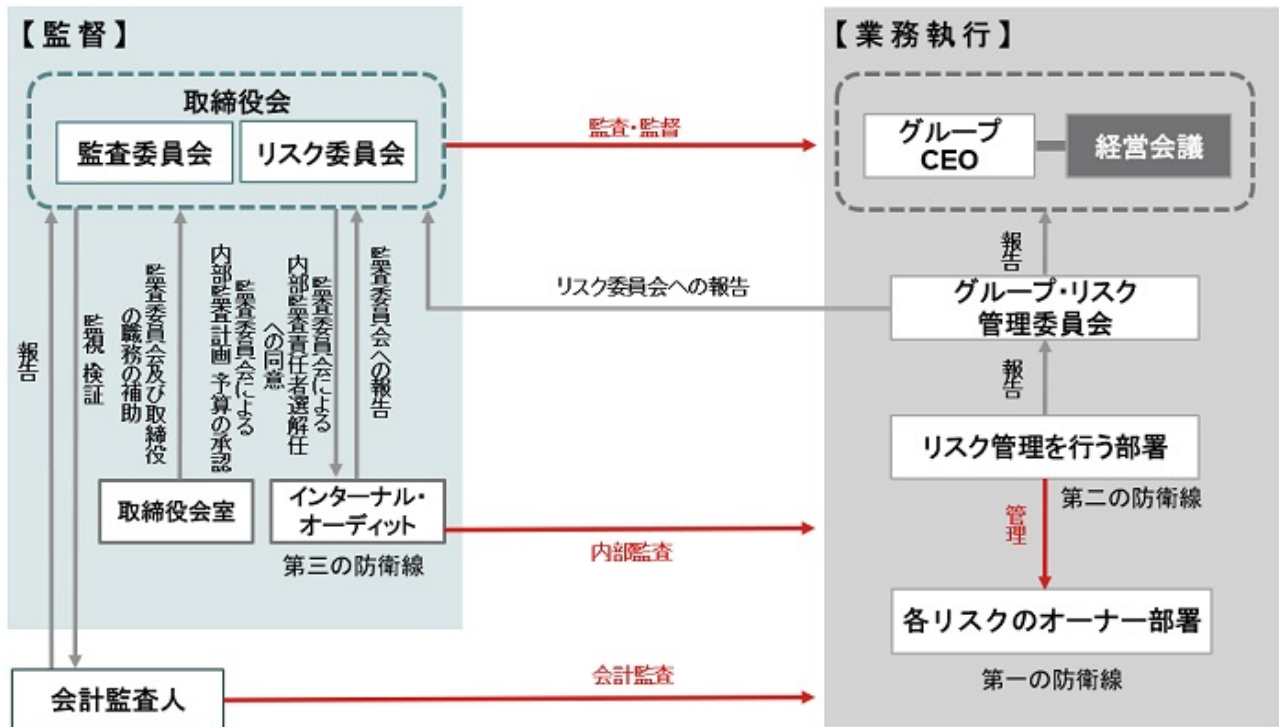 【監督】
取締役会
監査委員会
リスク委員会
報告
監視・検証
監査委員会及び取締役
の職務の補助
監査委員会による
内部監査計画・予算の承認
監査委員会による
内部監査責任者選解任
への同意
監査委員会への報告
取締役会室
インターナル・
オーディット
第三の防衛線
会計監査人
監査・監督
リスク委員会への報告
内部監査
会計監査
【業務執行】
グループ
CEO
経営会議
報告
グループ・リスク
管理委員会
報告
リスク管理を行う部署
第二の防衛線
管理
各リスクのオーナー部署
第一の防衛線